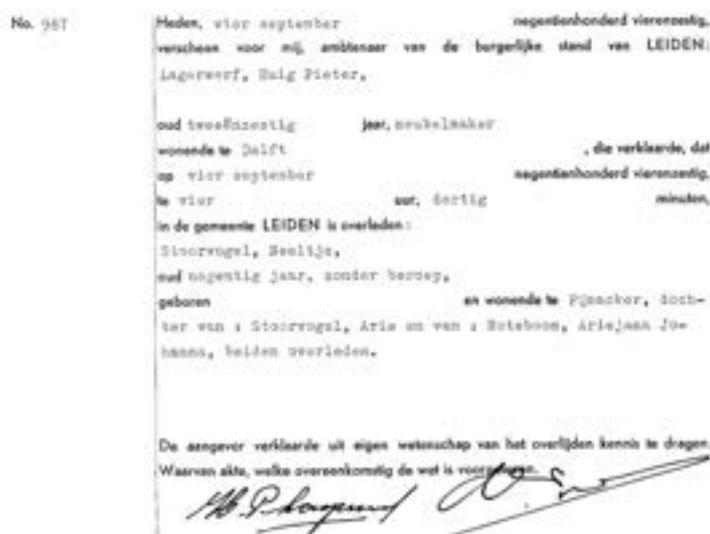 No. 987
Heden, vier september negentienhonderd vierenzestig,
verscheen voor mij, ambtenaar van de burgerlijke stand van LEIDEN:
Lagerwerf, Huig Pieter,
oud tweeënzestig jaar, meubelmaker
wonende te Delft , die verklaarde, dat
op vier september negentienhonderd vierenzestig,
te vier uur, dertig minuten,
in de gemeente LEIDEN is overleden:
Stoorvogel, Neeltje,
oud negentig jaar, zonder beroep,
geboren en wonende te Pijnacker, doch-
ter van : Stoorvogel, Arie en van : Noteboom, Ariejaan Jo-
hanna, beiden overleden.
De aangever verklaarde uit eigen wetenschap van het overlijden kennis te dragen.
Waarvan akte, welke overeenkomstig de wet is voorgelezen.